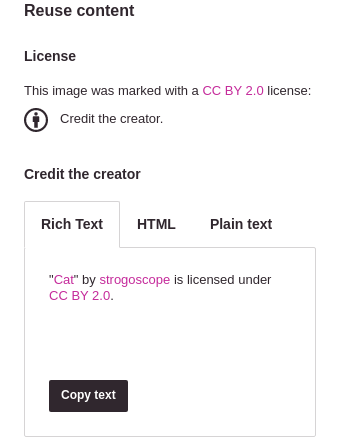 Reuse content
License
This image was marked with a CC BY 2.0 license:
Credit the creator.
Credit the creator
Rich Text HTML Plain text
"Cat" by strogoscope is licensed under
CC BY 2.0.
Copy text